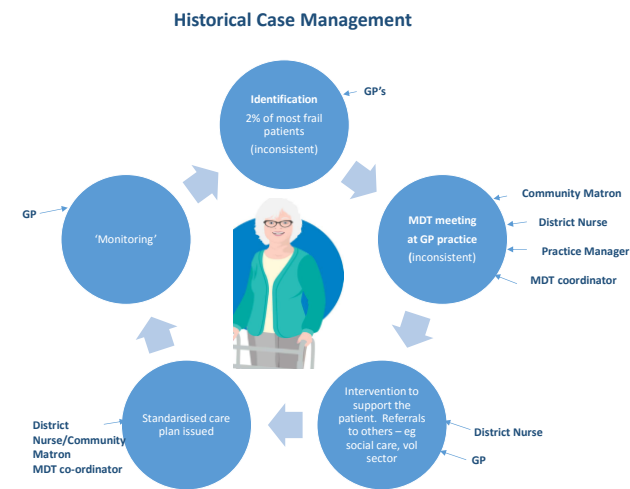 Historical Case Management
Identification
2% of most frail
patients
(inconsistent)
GP's
MDT meeting
at GP practice
(inconsistent)
Community Matron
District Nurse
Practice Manager
MDT coordinator
Intervention to
support the
patient. Referrals
to others – eg
social care, vol
sector
District Nurse
GP
Standardised care
plan issued
District
Nurse/Community
Matron
MDT co-ordinator
'Monitoring'
GP